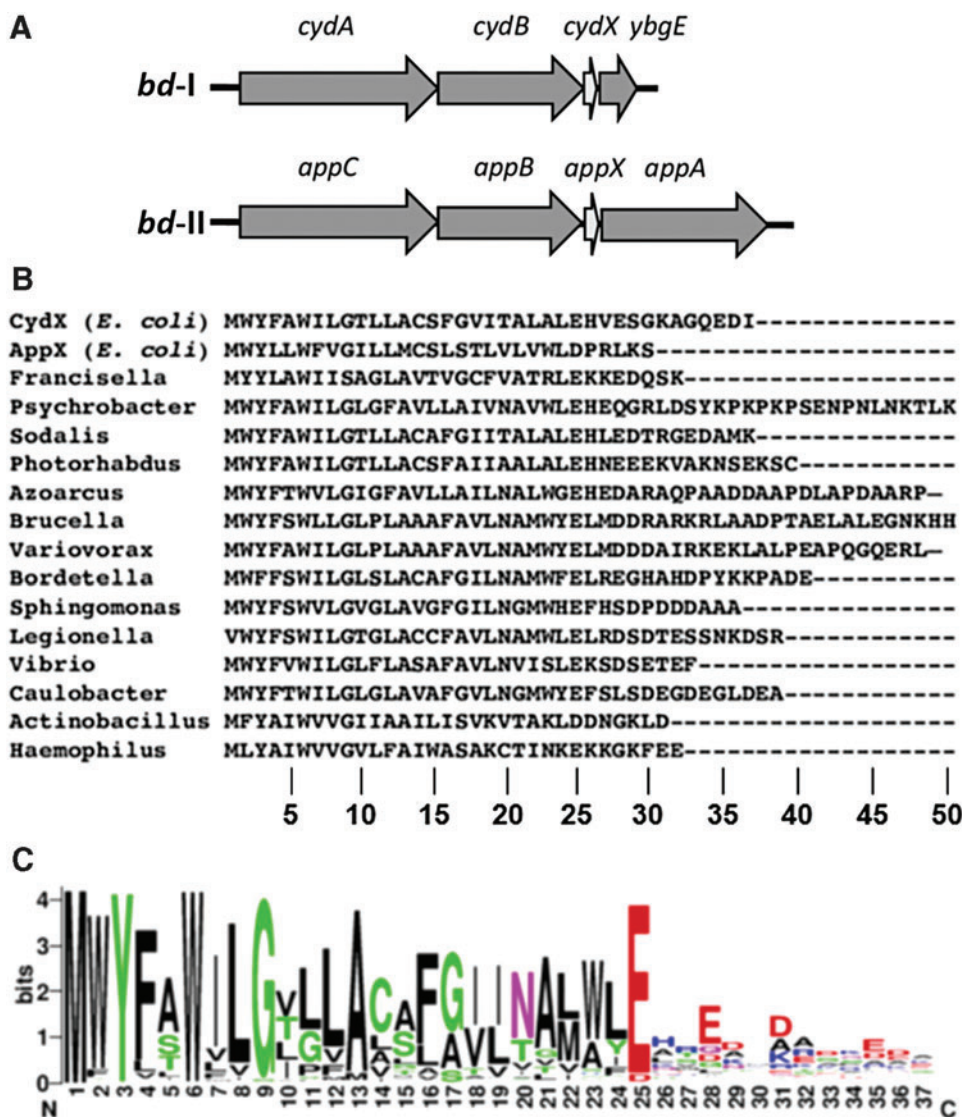 A
cydA cydB cydX ybgE
bd-I
appC appB appX appA
bd-II
B
CydX (E. coli) MWYFAWILGTLLACSFGVITALALEHVESGKAGQEDI--------------
AppX (E. coli) MWYLLWFVGILLMCSLSTLVLVWLDPRLKS---------------------
Francisella MYYLAWIISAGLAVTVGCFVATRLEKKEDQSK-------------------
Psychrobacter MWYFAWILGLGFAVLLAIVNAVWLEHEQGRLDSYKPKPKPSENPNLNKTLK
Sodalis MWYFAWILGTLLACAFGIITALALEHLEDTRGEDAMK--------------
Photorhabdus MWYFAWILGTLLACSFAIIAALALEHNEEEKVAKNSEKSC-----------
Azoarcus MWYFTWVLGIGFAVLLAILNALWGEHEDARAQPAADDAAPDLAPDAARP–
Brucella MWYFSWLLGLPLAAAFAVLNAMWYELMDDRARKRLAADPTAELALEGNKHH
Variovorax MWYFAWILGLPLAAAFAVLNAMWYELMDDDAIRKEKLALPEAPQGQERL–
Bordetella MWFFSWILGLSLACAFGILNAMWFELREGHAHDPYKKPADE----------
Sphingomonas MWYFSWVLGVGLAVGFGILNGMWHEFHSDPDDDAAA---------------
Legionella VWYFSWILGTGLACCFAVLNAMWLELRDSDTESSNKDSR------------
Vibrio MWYFVWILGLFLASAFAVLNVISLEKSDSETEF------------------
Caulobacter MWYFTWILGLGLAVAFGVLNGMWYEFSLSDEGDEGLDEA------------
Actinobacillus MFYAIWVVGIIAAILISVKVTAKLDDNGKLD--------------------
Haemophilus MLYAIWVVGVLFAIWASAKCTINKEKKGKFEE-------------------
5 10 15 20 25 30 35 40 45 50
C
bits
4
3
2
1
0
N 1 2 3 4 5 6 7 8 9 10 11 12 13 14 15 16 17 18 19 20 21 22 23 24 25 26 27 28 29 30 31 32 33 34 35 36 37 C